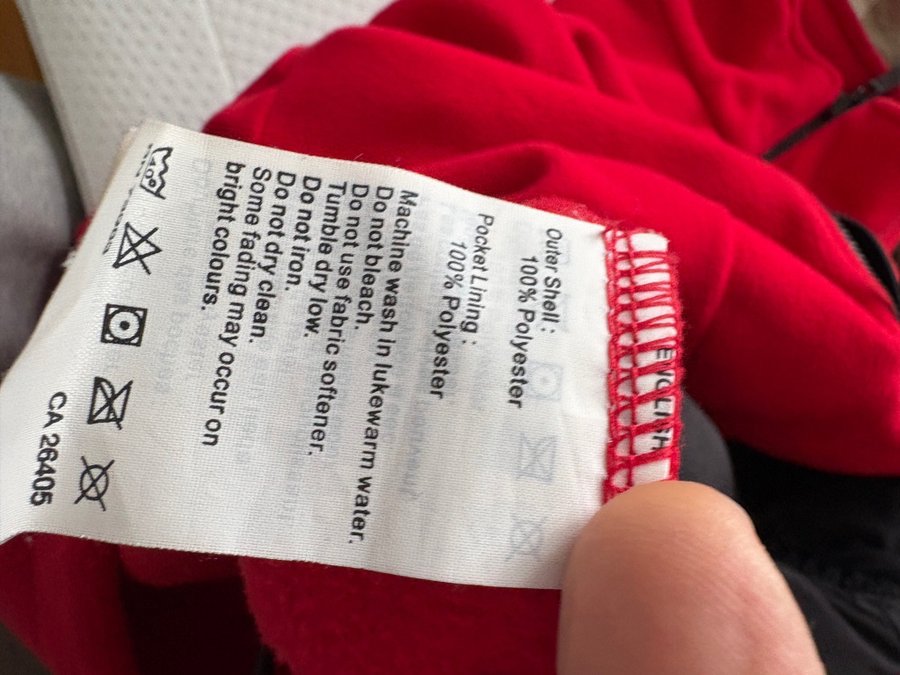 ENGLISH
Outer Shell :
100% Polyester
Pocket Lining :
100% Polyester
Machine wash in lukewarm water.
Do not bleach.
Do not use fabric softener.
Tumble dry low.
Do not iron.
Do not dry clean.
Some fading may occur on
bright colours.
CA 26405